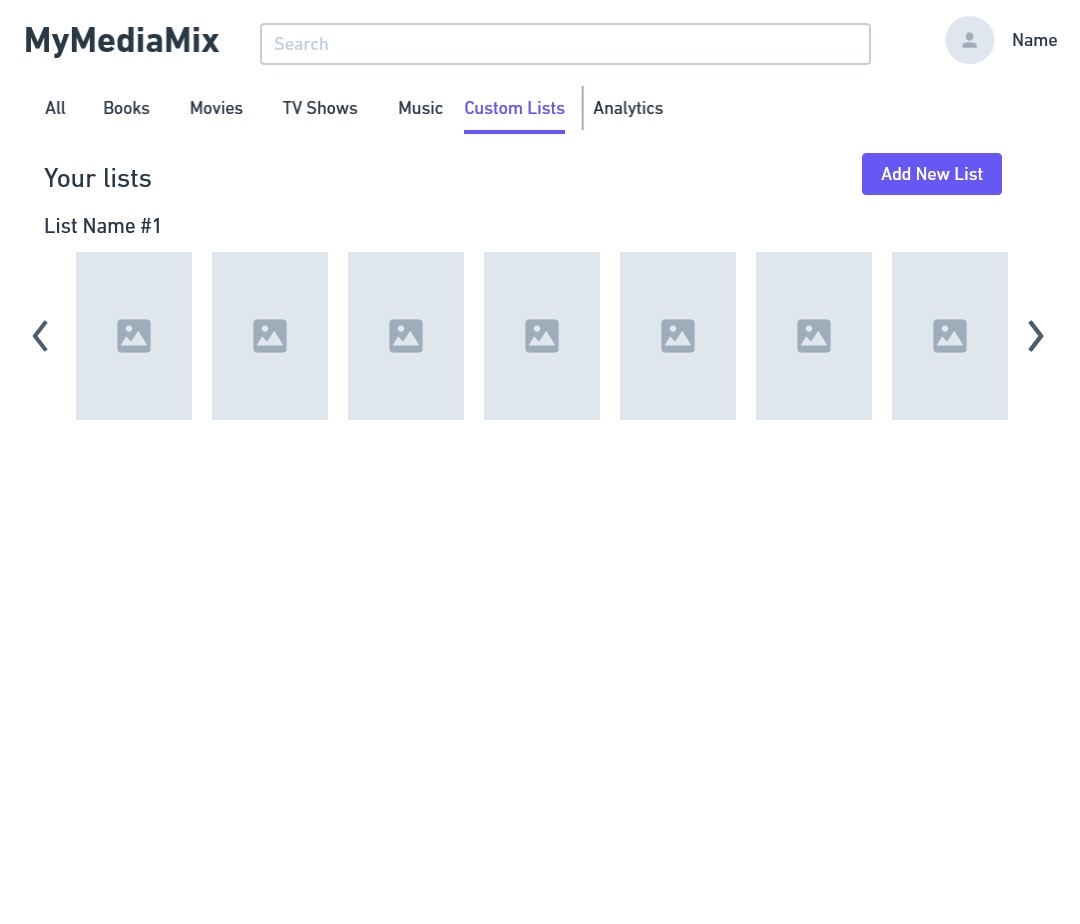 MyMediaMix
Search
Name
All Books Movies TV Shows Music Custom Lists Analytics
Your lists
Add New List
List Name #1